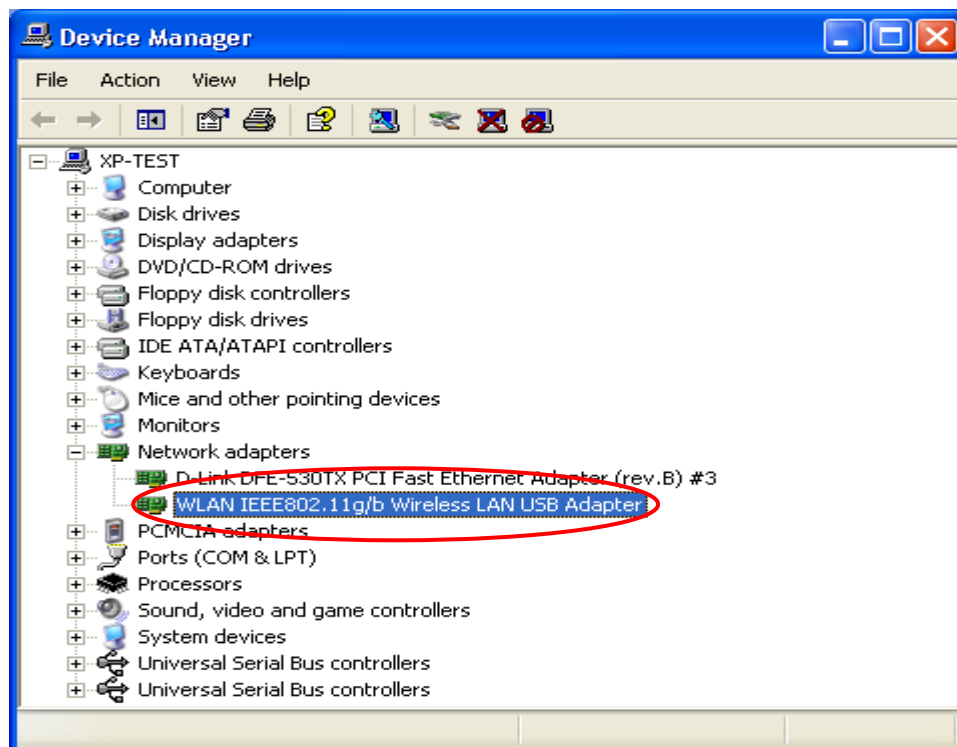 Device Manager
File Action View Help
XP-TEST
Computer
Disk drives
Display adapters
DVD/CD-ROM drives
Floppy disk controllers
Floppy disk drives
IDE ATA/ATAPI controllers
Keyboards
Mice and other pointing devices
Monitors
Network adapters
D-Link DFE-530TX PCI Fast Ethernet Adapter (rev.B) #3
WLAN IEEE802.11g/b Wireless LAN USB Adapter
PCMCIA adapters
Ports (COM & LPT)
Processors
Sound, video and game controllers
System devices
Universal Serial Bus controllers
Universal Serial Bus controllers